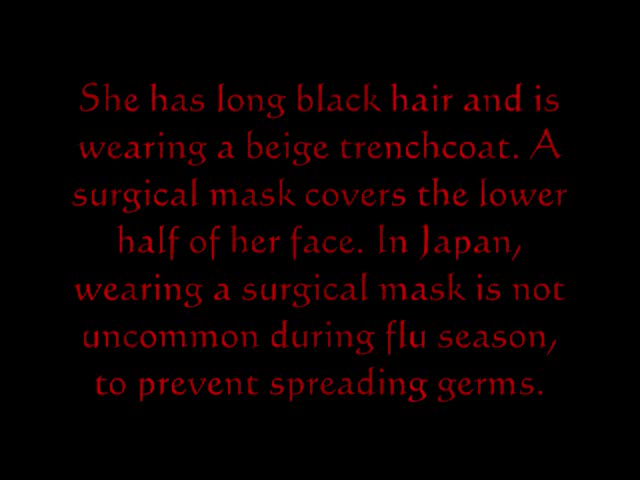 She has long black hair and is
wearing a beige trenchcoat. A
surgical mask covers the lower
half of her face. In Japan,
wearing a surgical mask is not
uncommon during flu season,
to prevent spreading germs.